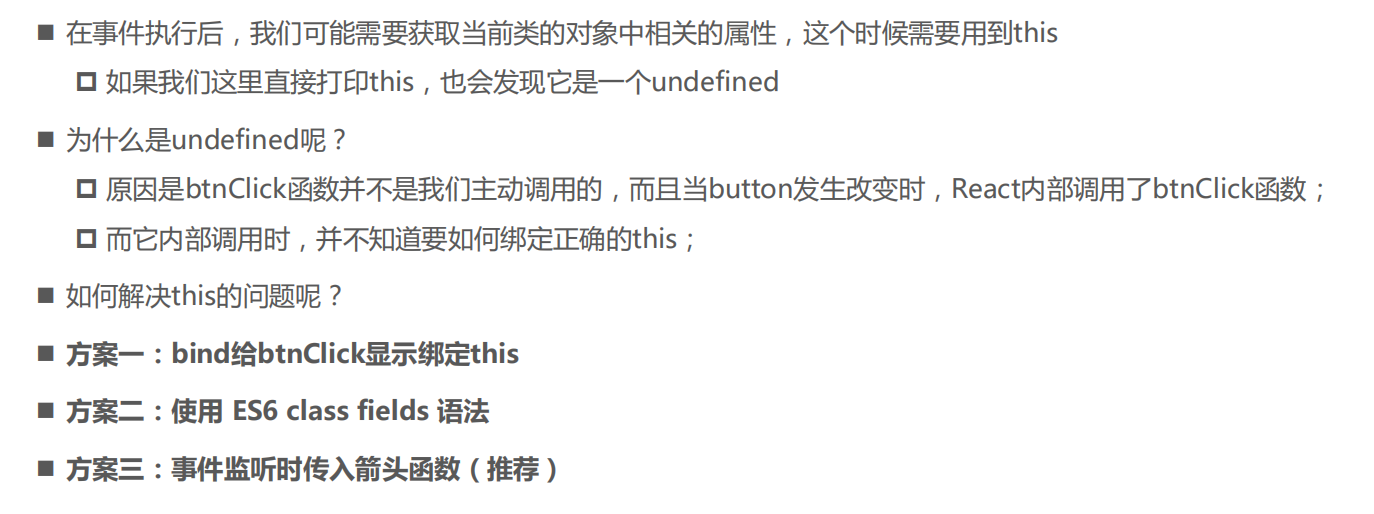 在事件执行后，我们可能需要获取当前类的对象中相关的属性，这个时候需要用到this
如果我们这里直接打印this，也会发现它是一个undefined
为什么是undefined呢？
原因是btnClick函数并不是我们主动调用的，而且当button发生改变时，React内部调用了btnClick函数；
而它内部调用时，并不知道要如何绑定正确的this；
如何解决this的问题呢？
方案一：bind给btnClick显示绑定this
方案二：使用 ES6 class fields 语法
方案三：事件监听时传入箭头函数（推荐）